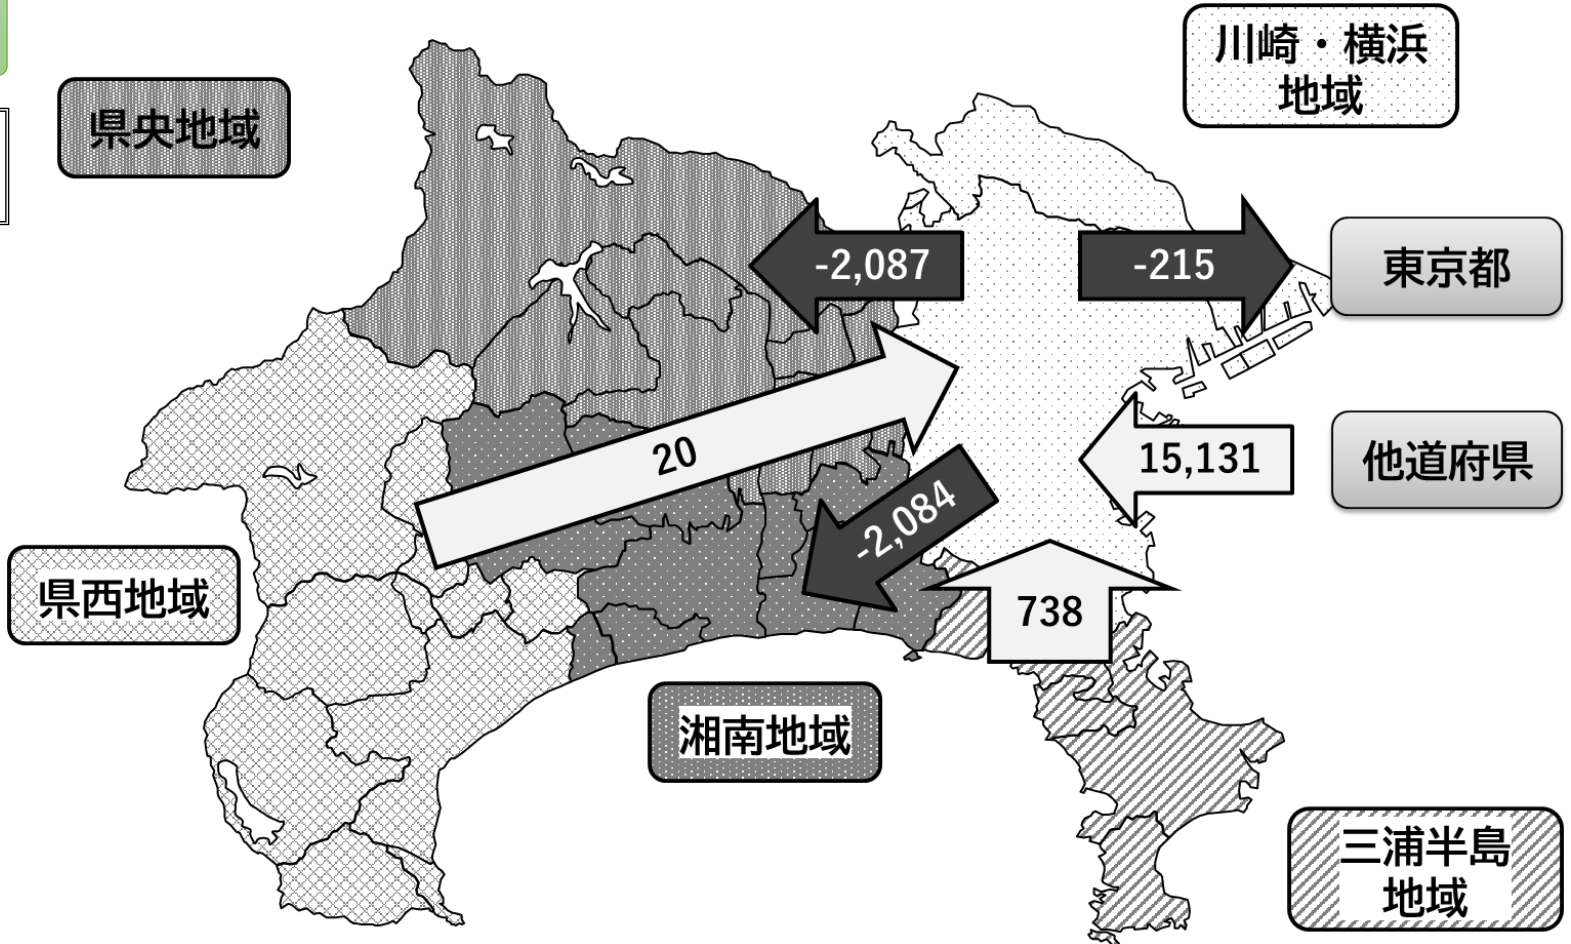 川崎・横浜
地域
県央地域
-2,087
-215
東京都
20
15,131
他道府県
-2,084
県西地域
738
湘南地域
三浦半島
地域